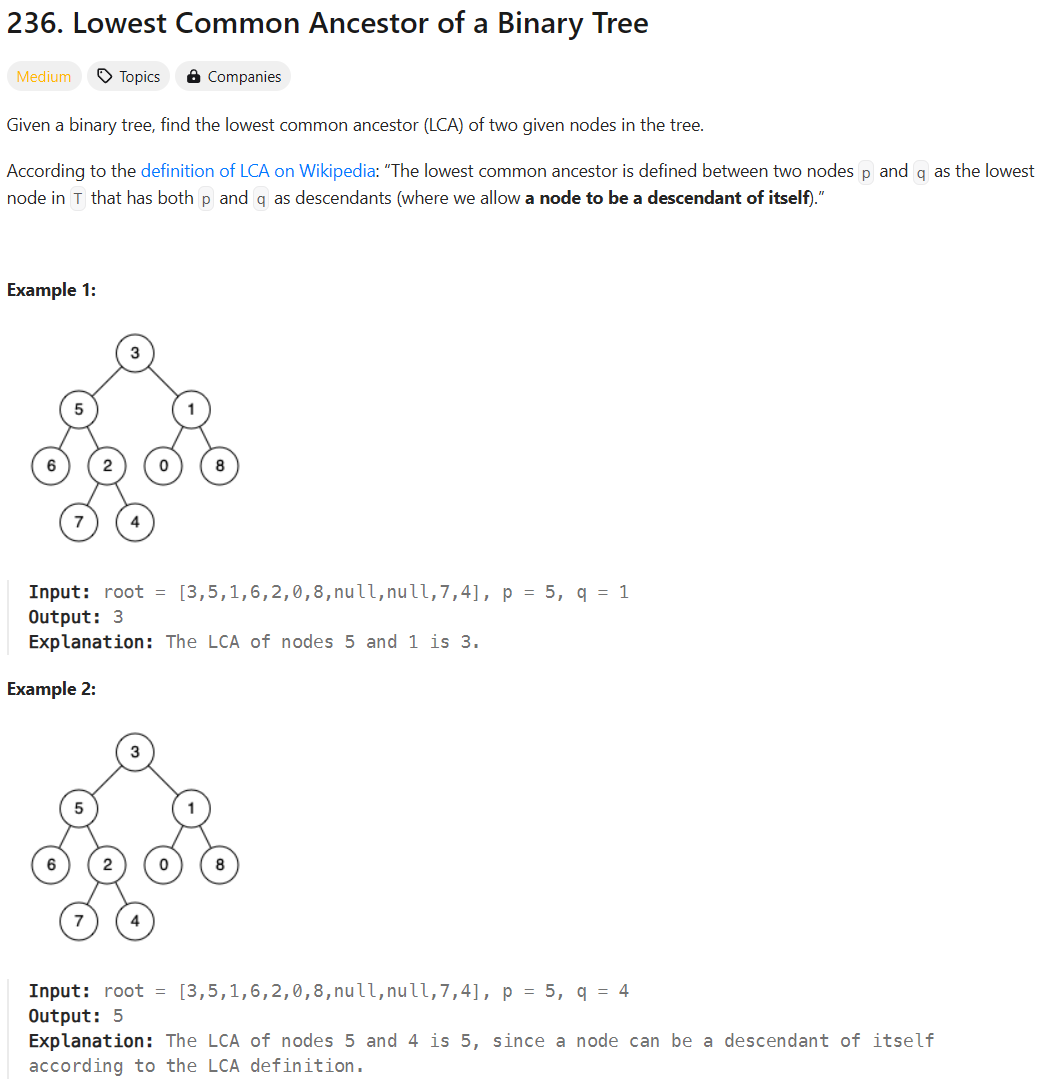 236. Lowest Common Ancestor of a Binary Tree
Medium Topics Companies
Given a binary tree, find the lowest common ancestor (LCA) of two given nodes in the tree.
According to the definition of LCA on Wikipedia: “The lowest common ancestor is defined between two nodes p and q as the lowest
node in T that has both p and q as descendants (where we allow a node to be a descendant of itself).”
Example 1:
3
5 1
6 2 0 8
7 4
Input: root = [3,5,1,6,2,0,8,null,null,7,4], p = 5, q = 1
Output: 3
Explanation: The LCA of nodes 5 and 1 is 3.
Example 2:
3
5 1
6 2 0 8
7 4
Input: root = [3,5,1,6,2,0,8,null,null,7,4], p = 5, q = 4
Output: 5
Explanation: The LCA of nodes 5 and 4 is 5, since a node can be a descendant of itself
according to the LCA definition.